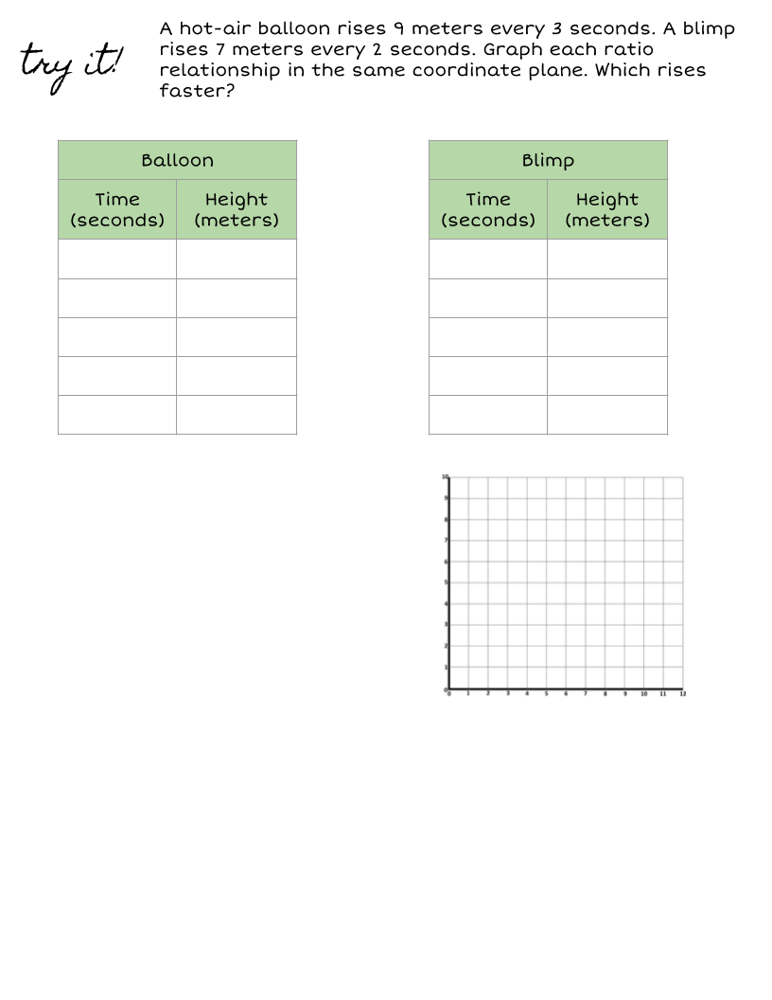 try it!
A hot-air balloon rises 9 meters every 3 seconds. A blimp
rises 7 meters every 2 seconds. Graph each ratio
relationship in the same coordinate plane. Which rises
faster?
Balloon
Time
(seconds)
Height
(meters)
Blimp
Time
(seconds)
Height
(meters)
10
9
8
7
6
5
4
3
2
1
0
0 1 2 3 4 5 6 7 8 9 10 11 12